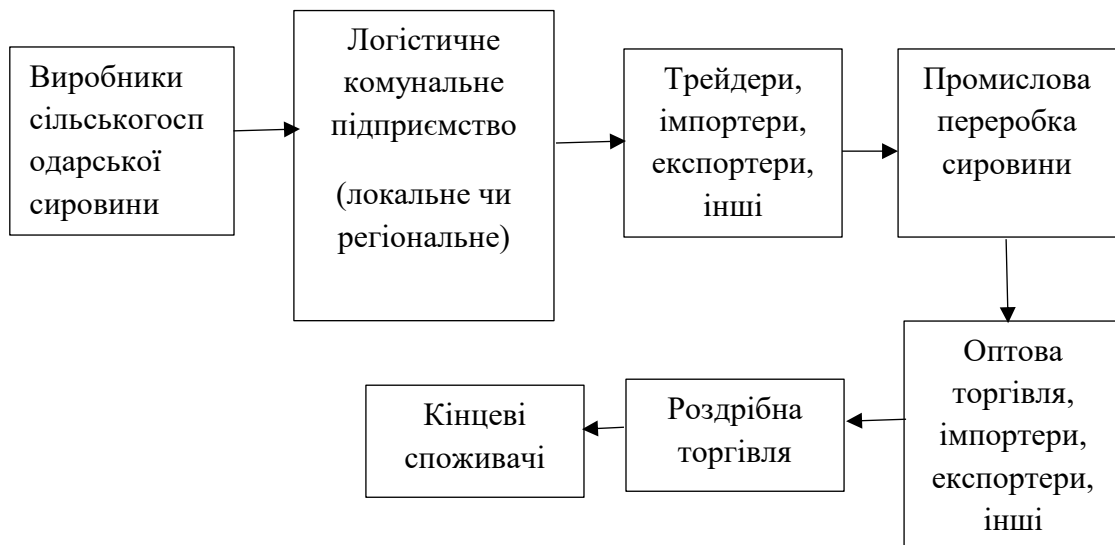 Виробники
сільськогосп
одарської
сировини
Логістичне
комунальне
підприємство
(локальне чи
регіональне)
Трейдери,
імпортери,
експортери,
інші
Промислова
переробка
сировини
Оптова
торгівля,
імпортери,
експортери,
інші
Роздрібна
торгівля
Кінцеві
споживачі